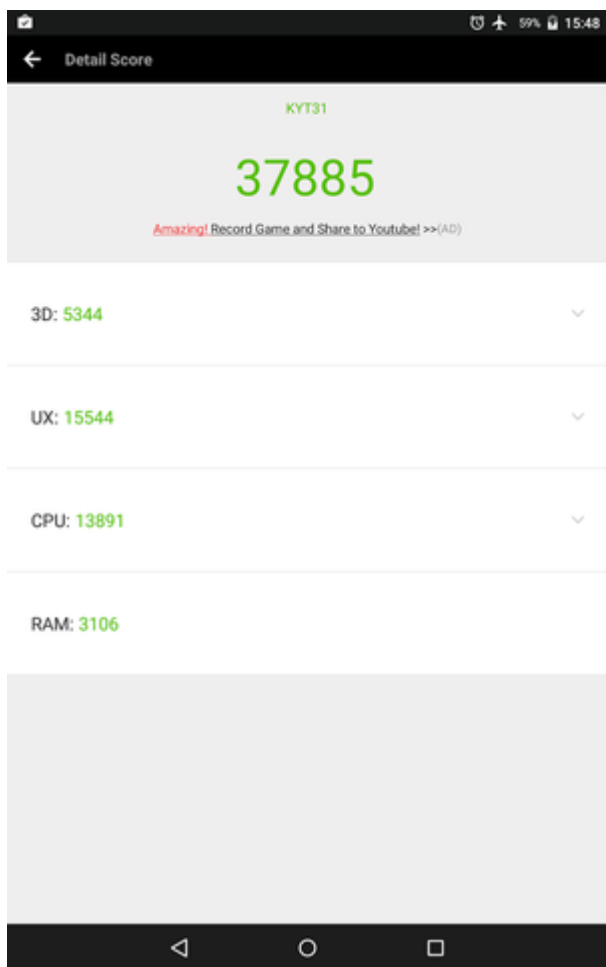 59% 15:48
Detail Score
KYT31
37885
Amazing! Record Game and Share to Youtube! >>(AD)
3D: 5344
UX: 15544
CPU: 13891
RAM: 3106